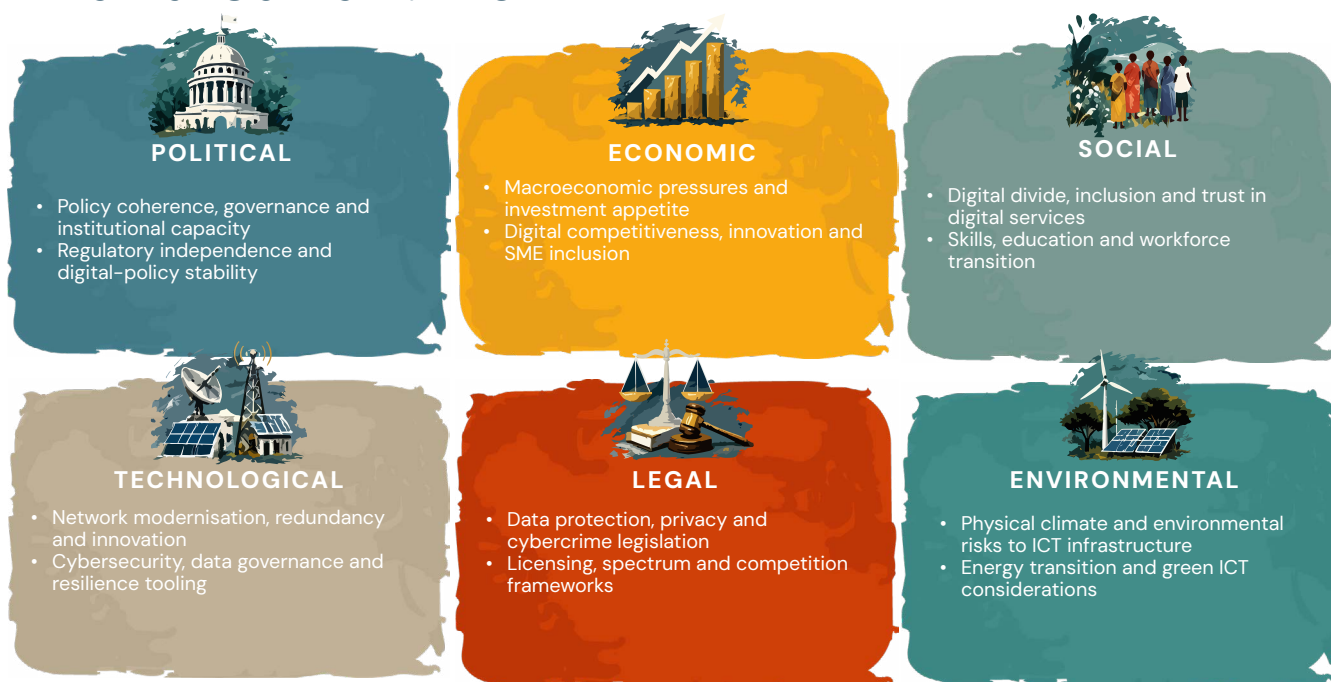 POLITICAL
• Policy coherence, governance and
institutional capacity
• Regulatory independence and
digital-policy stability
ECONOMIC
• Macroeconomic pressures and
investment appetite
• Digital competitiveness, innovation and
SME inclusion
SOCIAL
• Digital divide, inclusion and trust in
digital services
• Skills, education and workforce
transition
TECHNOLOGICAL
• Network modernisation, redundancy
and innovation
• Cybersecurity, data governance and
resilience tooling
LEGAL
• Data protection, privacy and
cybercrime legislation
• Licensing, spectrum and competition
frameworks
ENVIRONMENTAL
• Physical climate and environmental
risks to ICT infrastructure
• Energy transition and green ICT
considerations